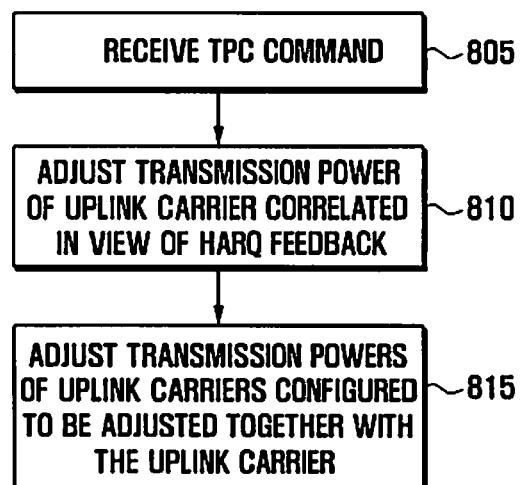 RECEIVE TPC COMMAND
805
ADJUST TRANSMISSION POWER
OF UPLINK CARRIER CORRELATED
IN VIEW OF HARQ FEEDBACK
810
ADJUST TRANSMISSION POWERS
OF UPLINK CARRIERS CONFIGURED
TO BE ADJUSTED TOGETHER WITH
THE UPLINK CARRIER
815